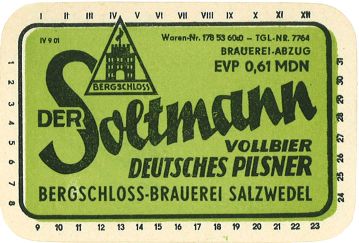 I II III IV V VI VII VIII IX X XI XII
IV 9 01
Waren-Nr. 178 53 600 - TGL-NR. 7764
BRAUEREI-ABZUG
EVP 0,61 MDN
BERGSCHLOSS
DER Soltmann
VOLLBIER
DEUTSCHES PILSNER
BERGSCHLOSS-BRAUEREI SALZWEDEL
1
2
3
4
5
6
7
8
31
30
29
28
27
26
25
24
9 10 11 12 13 14 15 16 17 18 19 20 21 22 23